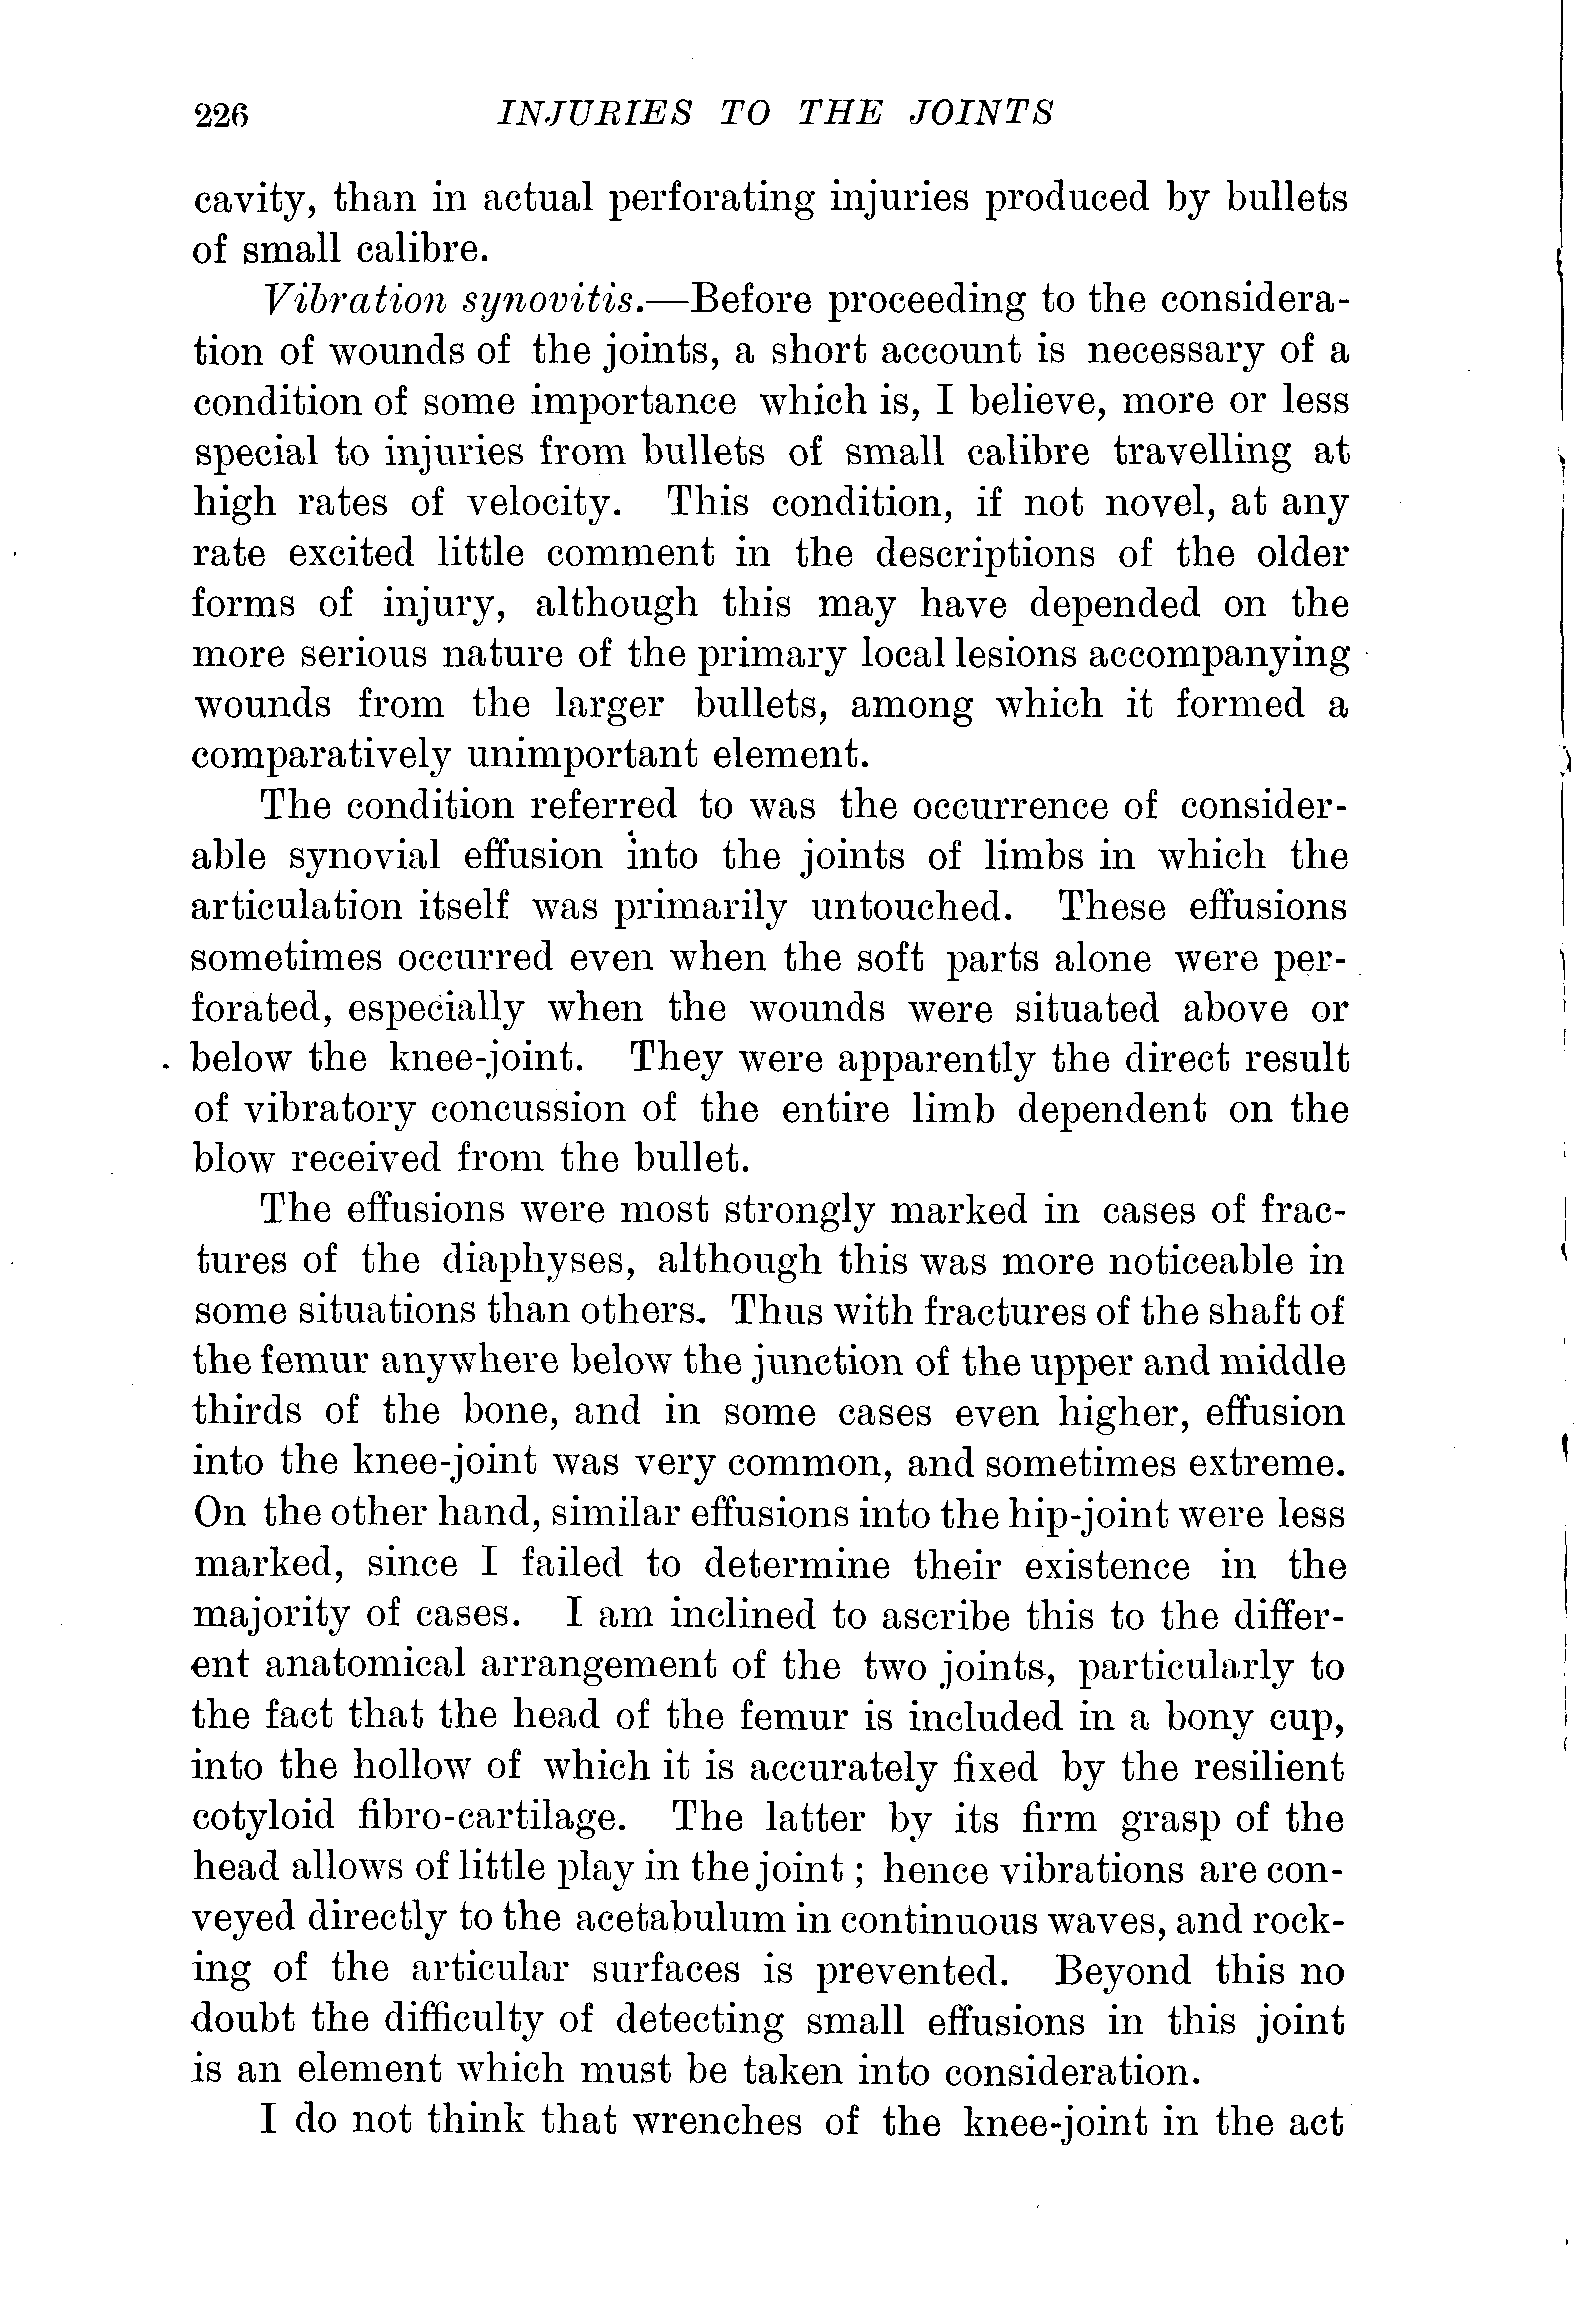 226 INJURIES TO THE JOINTS
cavity, than in actual perforating injuries produced by bullets
of small calibre.
Vibration synovitis.—Before proceeding to the considera-
tion of wounds of the joints, a short account is necessary of a
condition of some importance which is, I believe, more or less
special to injuries from bullets of small calibre travelling at
high rates of velocity. This condition, if not novel, at any
rate excited little comment in the descriptions of the older
forms of injury, although this may have depended on the
more serious nature of the primary local lesions accompanying
wounds from the larger bullets, among which it formed a
comparatively unimportant element.
The condition referred to was the occurrence of consider-
able synovial effusion into the joints of limbs in which the
articulation itself was primarily untouched. These effusions
sometimes occurred even when the soft parts alone were per-
forated, especially when the wounds were situated above or
below the knee-joint. They were apparently the direct result
of vibratory concussion of the entire limb dependent on the
blow received from the bullet.
The effusions were most strongly marked in cases of frac-
tures of the diaphyses, although this was more noticeable in
some situations than others. Thus with fractures of the shaft of
the femur anywhere below the junction of the upper and middle
thirds of the bone, and in some cases even higher, effusion
into the knee-joint was very common, and sometimes extreme.
On the other hand, similar effusions into the hip-joint were less
marked, since I failed to determine their existence in the
majority of cases. I am inclined to ascribe this to the differ-
ent anatomical arrangement of the two joints, particularly to
the fact that the head of the femur is included in a bony cup,
into the hollow of which it is accurately fixed by the resilient
cotyloid fibro-cartilage. The latter by its firm grasp of the
head allows of little play in the joint; hence vibrations are con-
veyed directly to the acetabulum in continuous waves, and rock-
ing of the articular surfaces is prevented. Beyond this no
doubt the difficulty of detecting small effusions in this joint
is an element which must be taken into consideration.
I do not think that wrenches of the knee-joint in the act